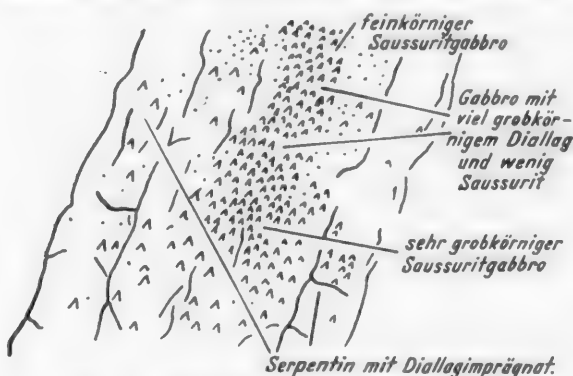 feinkörniger
Saussuritgabbro
Gabbro mit
viel grobkör-
nigem Diallag
und wenig
Saussurit
sehr grobkörniger
Saussuritgabbro
Serpentin mit Diallagimprägnat.